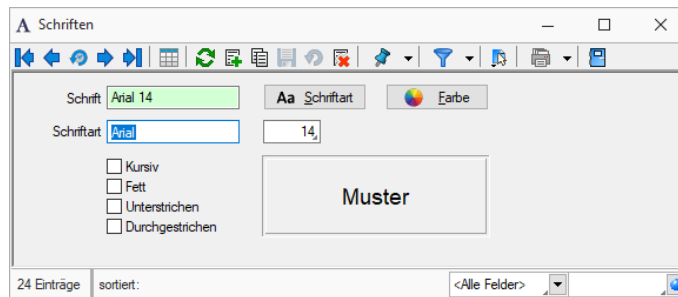 A Schriften
Schrift Arial 14 Aa Schriftart Farbe
Schriftart Arial 14
Kursiv
Fett
Unterstrichen
Durchgestrichen
Muster
24 Einträge sortiert: <Alle Felder>